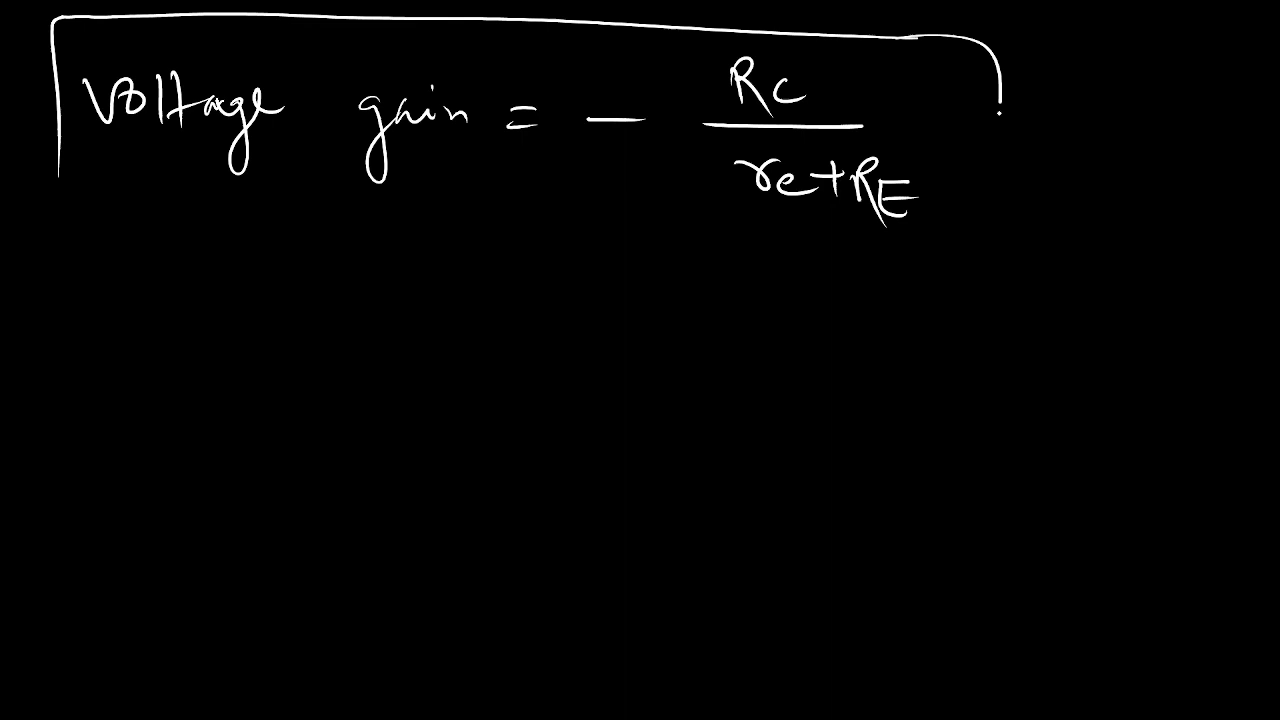 Voltage gain = - RC / re+RE